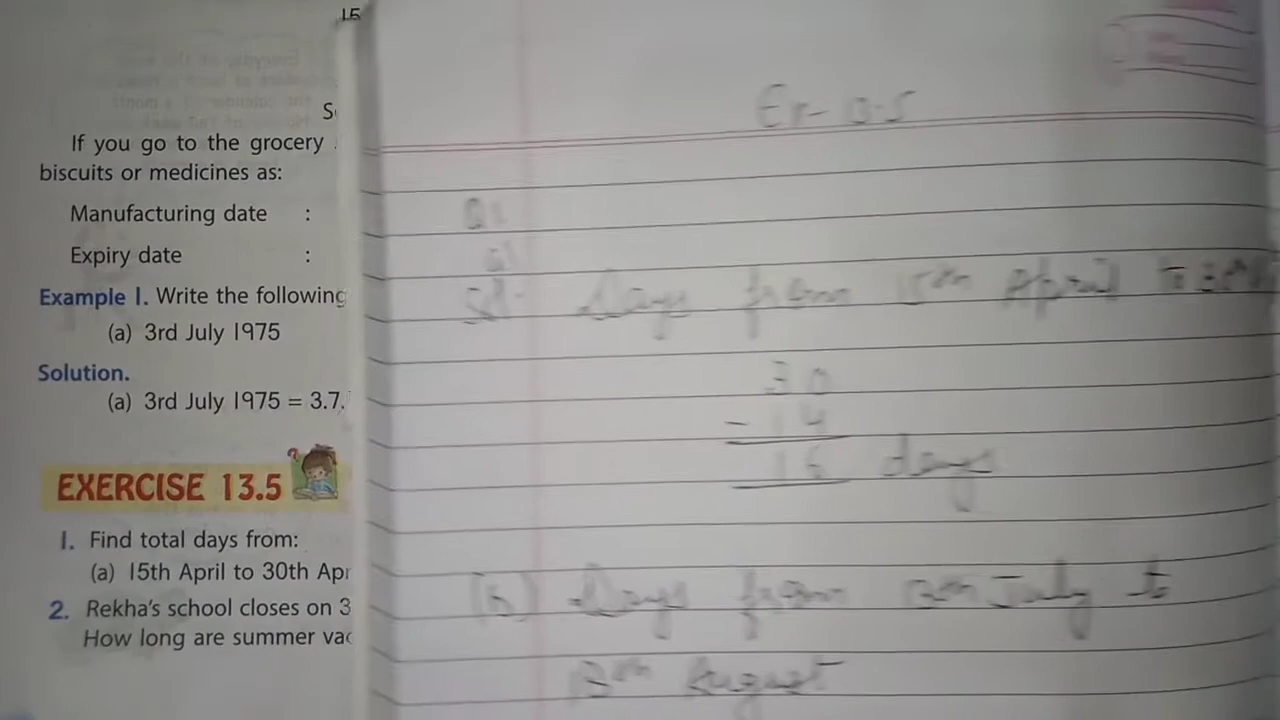 15
If you go to the grocery
biscuits or medicines as:
Manufacturing date :
Expiry date :
Example 1. Write the following
(a) 3rd July 1975
Solution.
(a) 3rd July 1975 = 3.7.
EXERCISE 13.5
1. Find total days from:
(a) 15th April to 30th Apr
2. Rekha's school closes on 3
How long are summer vac
Ex- 13.5
Q1
Sol- Days from 15th April to 30th
30
- 14
16 days
(b) Days from 13th July to
13th August